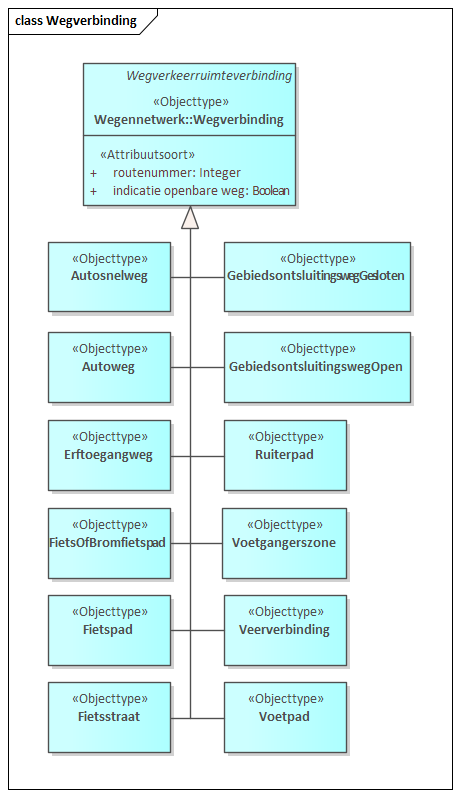 class Wegverbinding
Wegverkeerruimteverbinding
«Objecttype»
Wegennetwerk::Wegverbinding
«Attribuutsoort»
+ routenummer: Integer
+ indicatie openbare weg: Boolean
«Objecttype»
Autosnelweg
«Objecttype»
GebiedsontsluitingswegGesloten
«Objecttype»
Autoweg
«Objecttype»
GebiedsontsluitingswegOpen
«Objecttype»
Erftoegangweg
«Objecttype»
Ruiterpad
«Objecttype»
FietsOfBromfietspad
«Objecttype»
Voetgangerszone
«Objecttype»
Fietspad
«Objecttype»
Veerverbinding
«Objecttype»
Fietsstraat
«Objecttype»
Voetpad